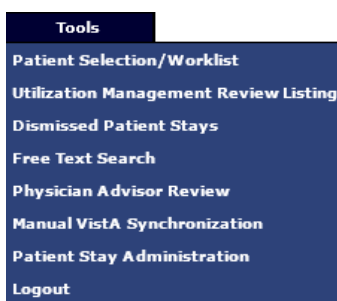 Tools
Patient Selection/Worklist
Utilization Management Review Listing
Dismissed Patient Stays
Free Text Search
Physician Advisor Review
Manual VistA Synchronization
Patient Stay Administration
Logout